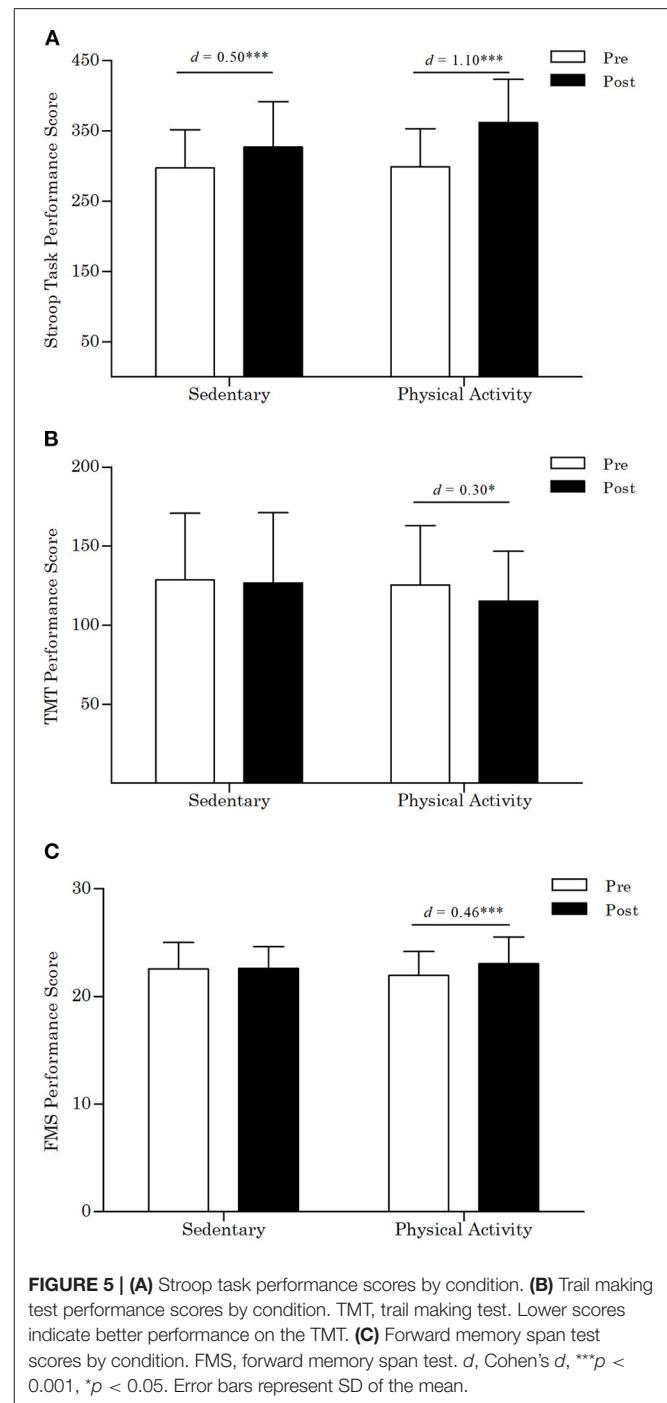 A
d = 0.50***
d = 1.10***
Pre
Post
450
350
250
150
50
Stroop Task Performance Score
Sedentary
Physical Activity
B
d = 0.30*
Pre
Post
200
150
100
50
TMT Performance Score
Sedentary
Physical Activity
C
d = 0.46***
Pre
Post
30
20
10
0
FMS Performance Score
Sedentary
Physical Activity
FIGURE 5 | (A) Stroop task performance scores by condition. (B) Trail making
test performance scores by condition. TMT, trail making test. Lower scores
indicate better performance on the TMT. (C) Forward memory span test
scores by condition. FMS, forward memory span test. d, Cohen's d, ***p <
0.001, *p < 0.05. Error bars represent SD of the mean.